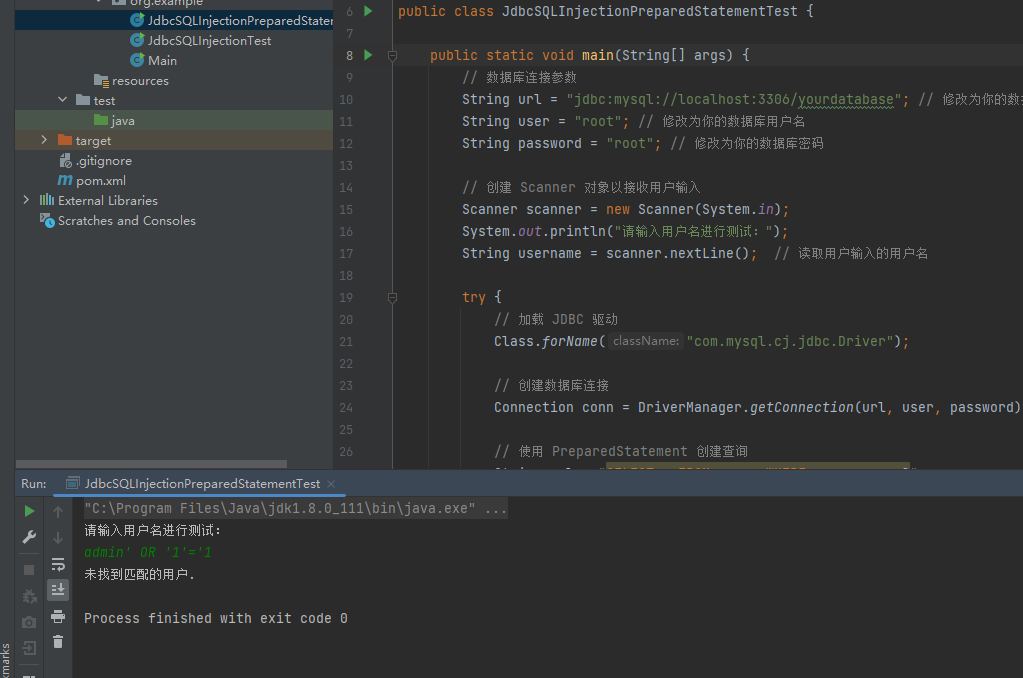 org.example
JdbcSQLInjectionPreparedStater
JdbcSQLInjectionTest
Main
resources
test
java
target
.gitignore
pom.xml
External Libraries
Scratches and Consoles
6 public class JdbcSQLInjectionPreparedStatementTest {
7
8 public static void main(String[] args) {
9 // 数据库连接参数
10 String url = "jdbc:mysql://localhost:3306/yourdatabase"; // 修改为你的数
11 String user = "root"; // 修改为你的数据库用户名
12 String password = "root"; // 修改为你的数据库密码
13
14 // 创建 Scanner 对象以接收用户输入
15 Scanner scanner = new Scanner(System.in);
16 System.out.println("请输入用户名进行测试: ");
17 String username = scanner.nextLine(); // 读取用户输入的用户名
18
19 try {
20 // 加载 JDBC 驱动
21 Class.forName( className: "com.mysql.cj.jdbc.Driver");
22
23 // 创建数据库连接
24 Connection conn = DriverManager.getConnection(url, user, password)
25
26 // 使用 PreparedStatement 创建查询
Run: JdbcSQLInjectionPreparedStatementTest ×
"C:\Program Files\Java\jdk1.8.0_111\bin\java.exe" ...
请输入用户名进行测试:
admin' OR '1'='1
未找到匹配的用户.
Process finished with exit code 0
kmarks